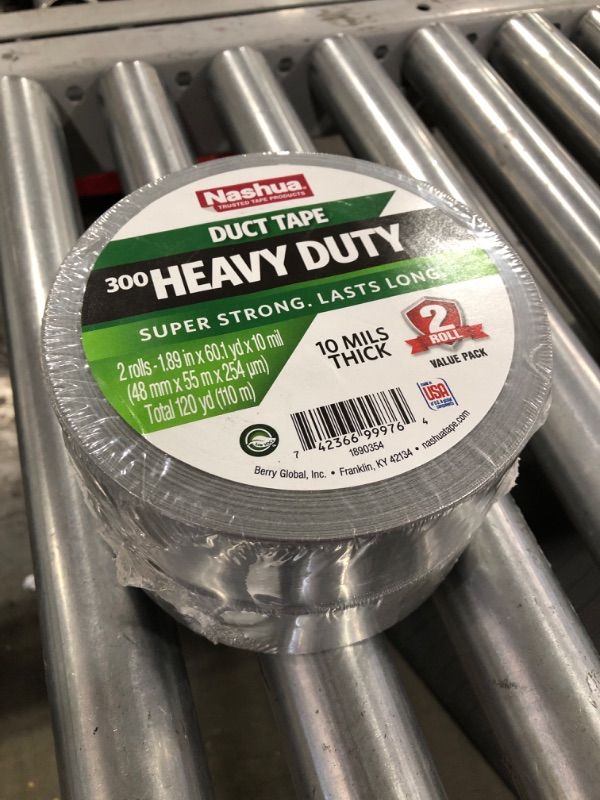 Nashua
TRUSTED TAPE PRODUCTS
DUCT TAPE
300 HEAVY DUTY
SUPER STRONG. LASTS LONG.
2 rolls - 1.89 in x 60.1 yd x 10 mil
(48 mm x 55 m x 254 µm)
Total 120 yd (110 m)
10 MILS
THICK
2
ROLL
VALUE PACK
USA
7 42366 99976 4
1890354
Berry Global, Inc. • Franklin, KY 42134 • nashuatape.com